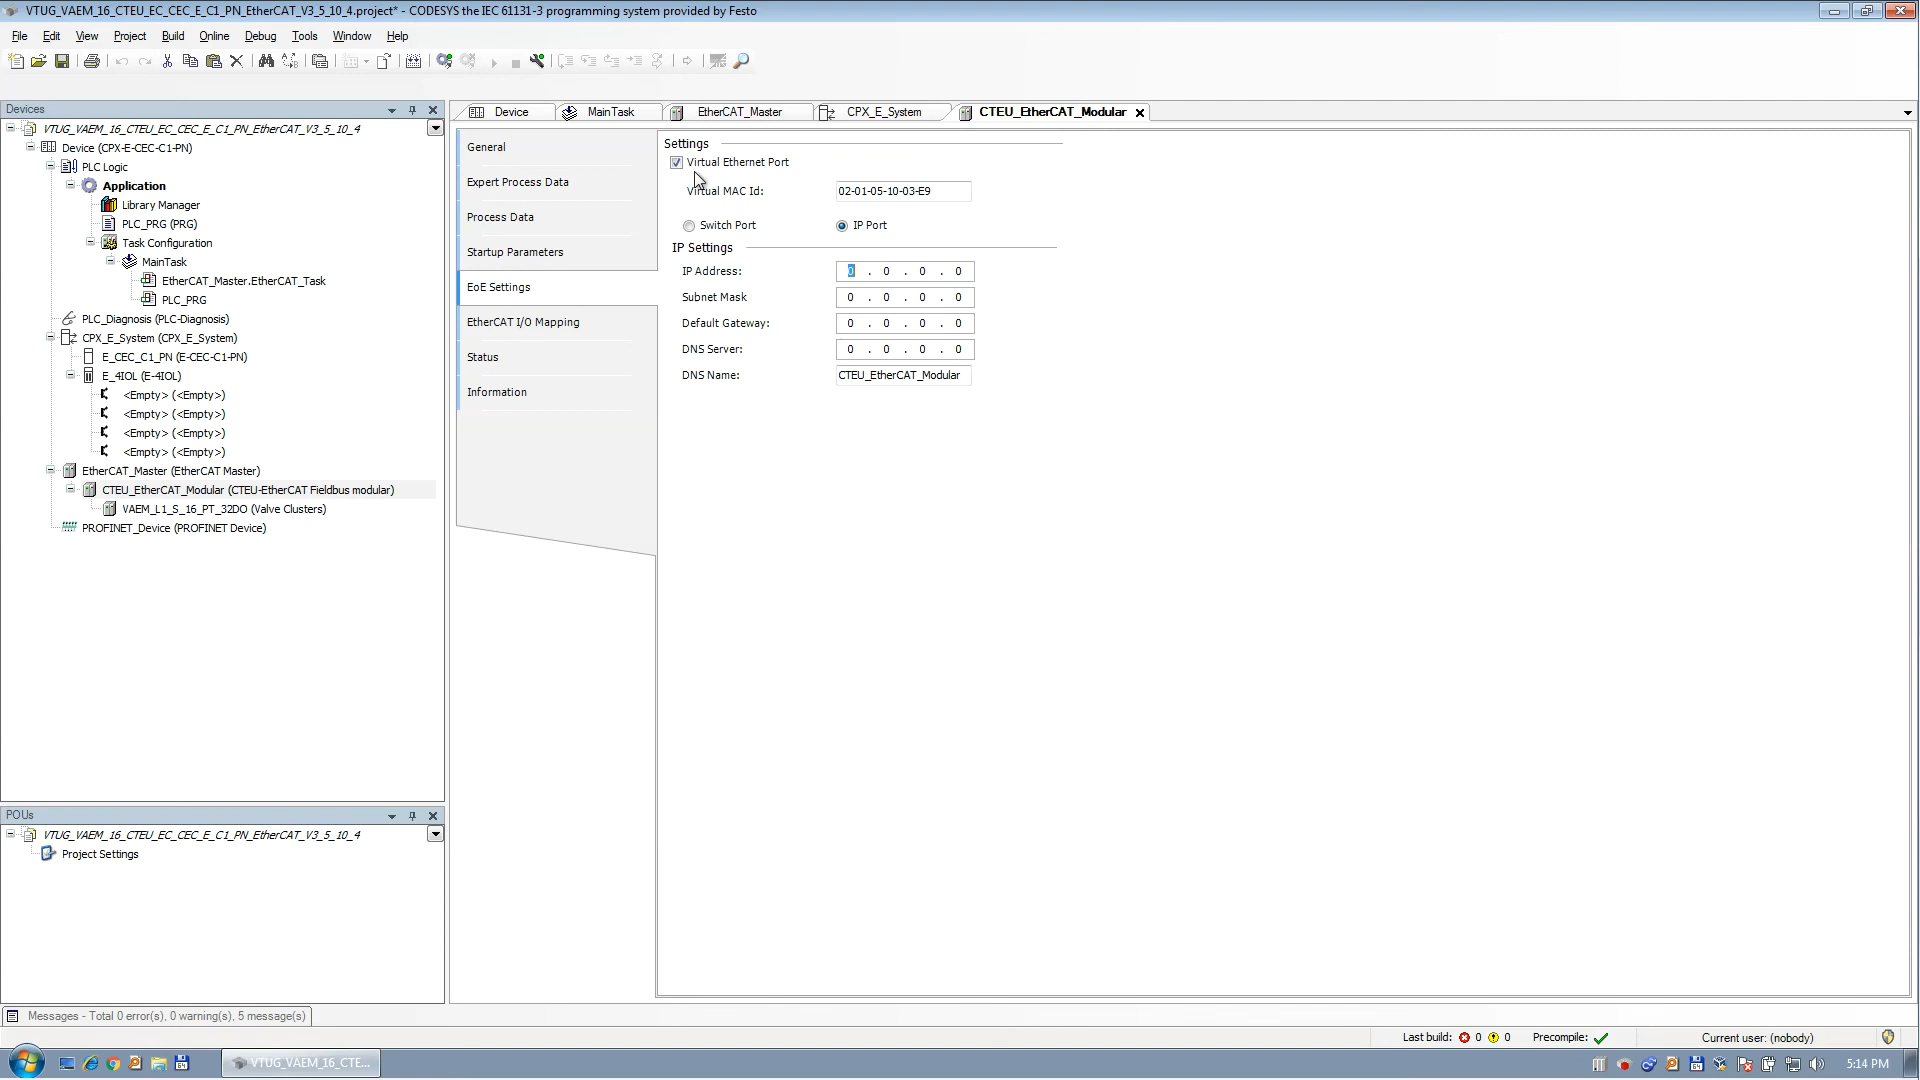 VTUG_VAEM_16_CTEU_EC_CEC_E_C1_PN_EtherCAT_V3_5_10_4.project* - CODESYS the IEC 61131-3 programming system provided by Festo
File Edit View Project Build Online Debug Tools Window Help
Devices
VTUG_VAEM_16_CTEU_EC_CEC_E_C1_PN_EtherCAT_V3_5_10_4
Device (CPX-E-CEC-C1-PN)
PLC Logic
Application
Library Manager
PLC_PRG (PRG)
Task Configuration
MainTask
EtherCAT_Master.EtherCAT_Task
PLC_PRG
PLC_Diagnosis (PLC-Diagnosis)
CPX_E_System (CPX_E_System)
E_CEC_C1_PN (E-CEC-C1-PN)
E_4IOL (E-4IOL)
<Empty> (<Empty>)
<Empty> (<Empty>)
<Empty> (<Empty>)
<Empty> (<Empty>)
EtherCAT_Master (EtherCAT Master)
CTEU_EtherCAT_Modular (CTEU-EtherCAT Fieldbus modular)
VAEM_L1_S_16_PT_32DO (Valve Clusters)
PROFINET_Device (PROFINET Device)
POUs
VTUG_VAEM_16_CTEU_EC_CEC_E_C1_PN_EtherCAT_V3_5_10_4
Project Settings
Device MainTask EtherCAT_Master CPX_E_System CTEU_EtherCAT_Modular
General
Expert Process Data
Process Data
Startup Parameters
EoE Settings
EtherCAT I/O Mapping
Status
Information
Settings
Virtual Ethernet Port
Virtual MAC Id: 02-01-05-10-03-E9
Switch Port IP Port
IP Settings
IP Address: 0 . 0 . 0 . 0
Subnet Mask 0 . 0 . 0 . 0
Default Gateway: 0 . 0 . 0 . 0
DNS Server: 0 . 0 . 0 . 0
DNS Name: CTEU_EtherCAT_Modular
Messages - Total 0 error(s), 0 warning(s), 5 message(s)
Last build: 0 0 Precompile: Current user: (nobody)
VTUG_VAEM_16_CTE... 5:14 PM